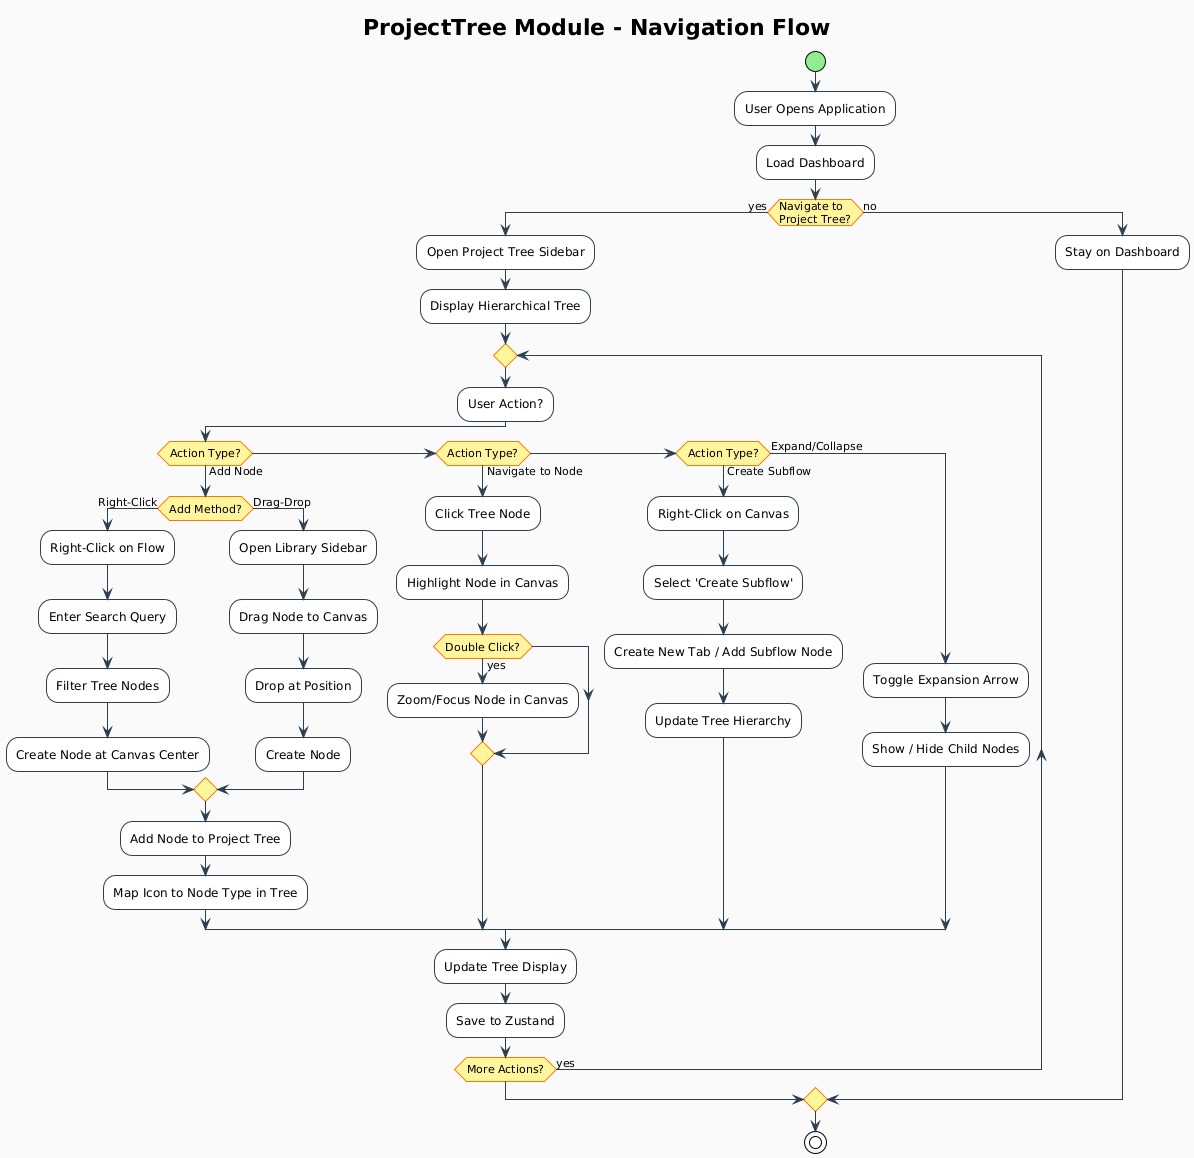 ProjectTree Module - Navigation Flow
User Opens Application
Load Dashboard
yes
Navigate to
Project Tree?
no
Open Project Tree Sidebar
Stay on Dashboard
Display Hierarchical Tree
User Action?
Action Type?
Add Node
Action Type?
Navigate to Node
Action Type?
Create Subflow
Expand/Collapse
Right-Click
Add Method?
Drag-Drop
Right-Click on Flow
Enter Search Query
Filter Tree Nodes
Create Node at Canvas Center
Open Library Sidebar
Drag Node to Canvas
Drop at Position
Create Node
Add Node to Project Tree
Map Icon to Node Type in Tree
Click Tree Node
Highlight Node in Canvas
Double Click?
yes
Zoom/Focus Node in Canvas
Right-Click on Canvas
Select 'Create Subflow'
Create New Tab / Add Subflow Node
Update Tree Hierarchy
Toggle Expansion Arrow
Show / Hide Child Nodes
Update Tree Display
Save to Zustand
More Actions?
yes